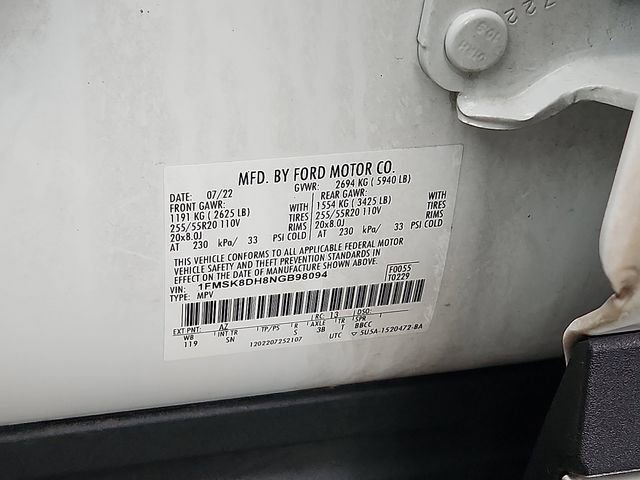 722
MFD. BY FORD MOTOR CO.
DATE: 07/22 GVWR: 2694 KG ( 5940 LB)
FRONT GAWR: WITH REAR GAWR: WITH
1191 KG ( 2625 LB) TIRES 1554 KG ( 3425 LB) TIRES
255/55R20 110V RIMS 255/55R20 110V RIMS
20x8.0J 20x8.0J
AT 230 kPa/ 33 PSI COLD AT 230 kPa/ 33 PSI COLD
THIS VEHICLE CONFORMS TO ALL APPLICABLE FEDERAL MOTOR
VEHICLE SAFETY AND THEFT PREVENTION STANDARDS IN
EFFECT ON THE DATE OF MANUFACTURE SHOWN ABOVE.
VIN: 1FMSK8DH8NGB98094 F0055
TYPE: MPV T0229
EXT PNT: AZ RC: 13 DSO:
WB INT TR TP/PS R AXLE TR SPR
119 SN S 3B T BBCC
1202207252107 UTC 5U5A-1520472-BA